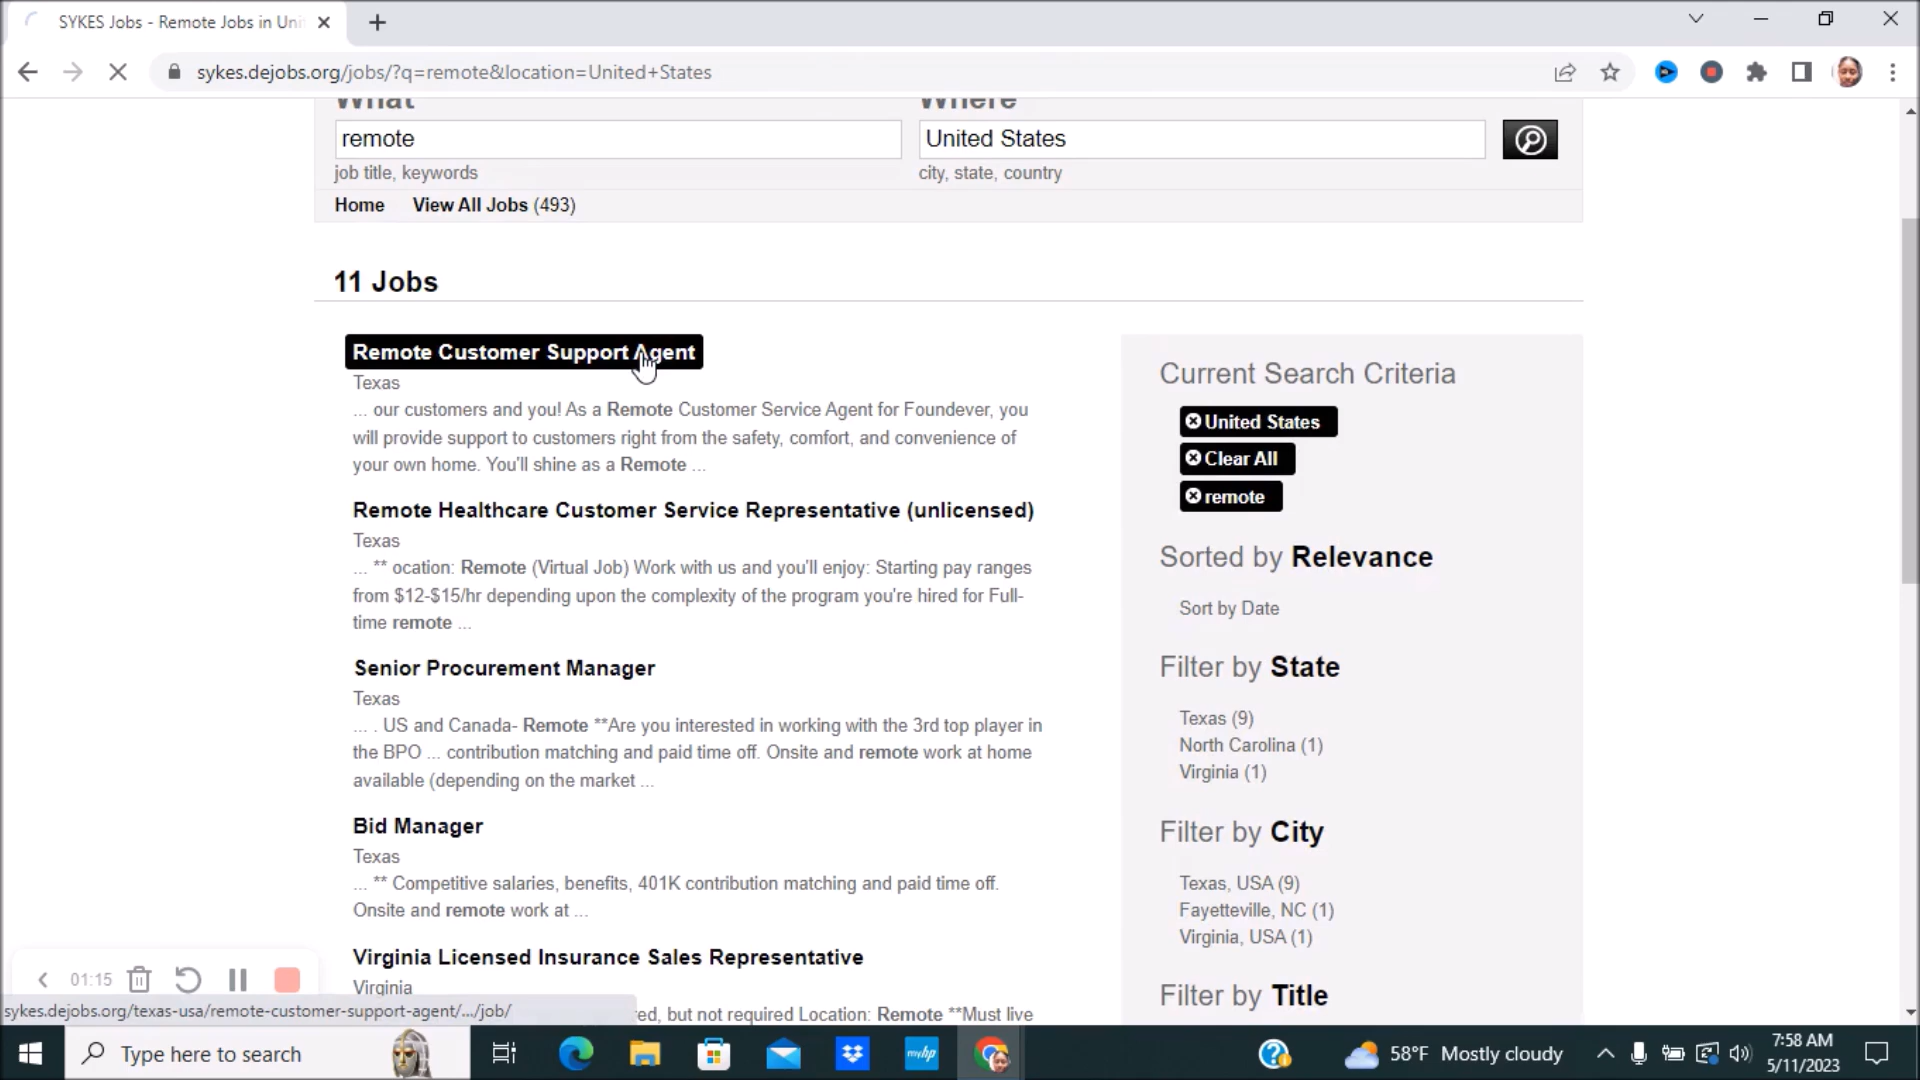 SYKES Jobs - Remote Jobs in Uni
sykes.dejobs.org/jobs/?q=remote&location=United+States
What
Where
remote
United States
job title, keywords
city, state, country
Home View All Jobs (493)
11 Jobs
Remote Customer Support Agent
Texas
... our customers and you! As a Remote Customer Service Agent for Foundever, you
will provide support to customers right from the safety, comfort, and convenience of
your own home. You'll shine as a Remote ...
Remote Healthcare Customer Service Representative (unlicensed)
Texas
... ** ocation: Remote (Virtual Job) Work with us and you'll enjoy: Starting pay ranges
from $12-$15/hr depending upon the complexity of the program you're hired for Full-
time remote ...
Senior Procurement Manager
Texas
... . US and Canada- Remote **Are you interested in working with the 3rd top player in
the BPO ... contribution matching and paid time off. Onsite and remote work at home
available (depending on the market ...
Bid Manager
Texas
... ** Competitive salaries, benefits, 401K contribution matching and paid time off.
Onsite and remote work at ...
Virginia Licensed Insurance Sales Representative
Virginia
red, but not required Location: Remote **Must live
Current Search Criteria
United States
Clear All
remote
Sorted by Relevance
Sort by Date
Filter by State
Texas (9)
North Carolina (1)
Virginia (1)
Filter by City
Texas, USA (9)
Fayetteville, NC (1)
Virginia, USA (1)
Filter by Title
01:15
sykes.dejobs.org/texas-usa/remote-customer-support-agent/.../job/
Type here to search
myhp
58°F Mostly cloudy
7:58 AM
5/11/2023